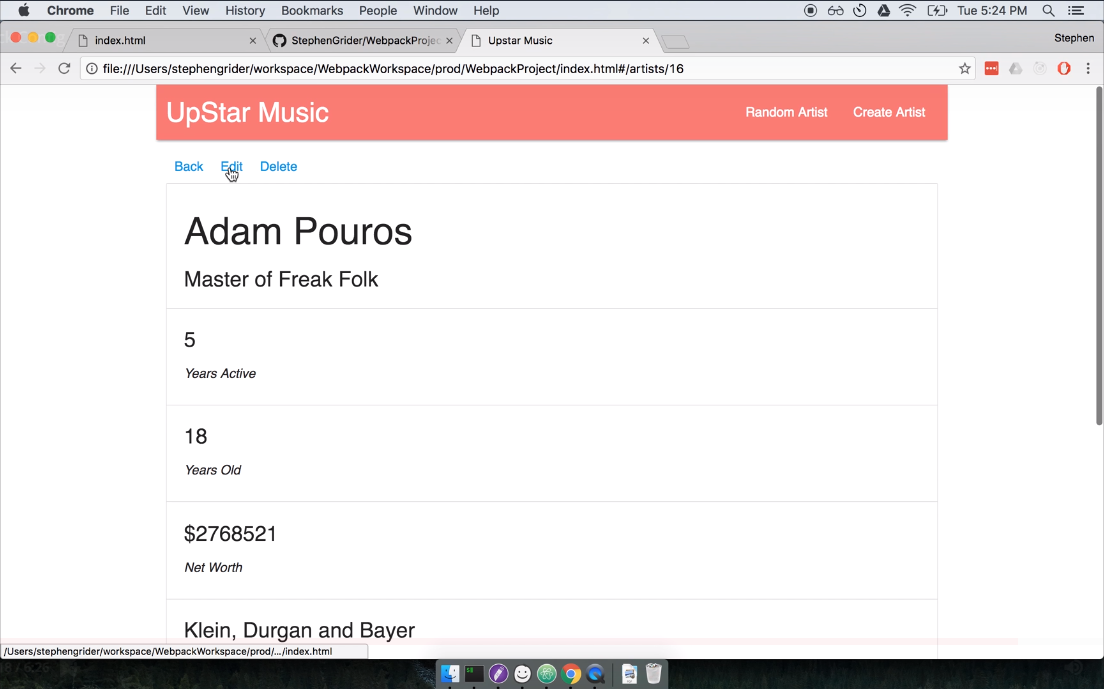 Chrome File Edit View History Bookmarks People Window Help Tue 5:24 PM
index.html StephenGrider/WebpackProjec Upstar Music Stephen
file:///Users/stephengrider/workspace/WebpackWorkspace/prod/WebpackProject/index.html#/artists/16
UpStar Music Random Artist Create Artist
Back Edit Delete
Adam Pouros
Master of Freak Folk
5
Years Active
18
Years Old
$2768521
Net Worth
Klein, Durgan and Bayer
/Users/stephengrider/workspace/WebpackWorkspace/prod/.../index.html